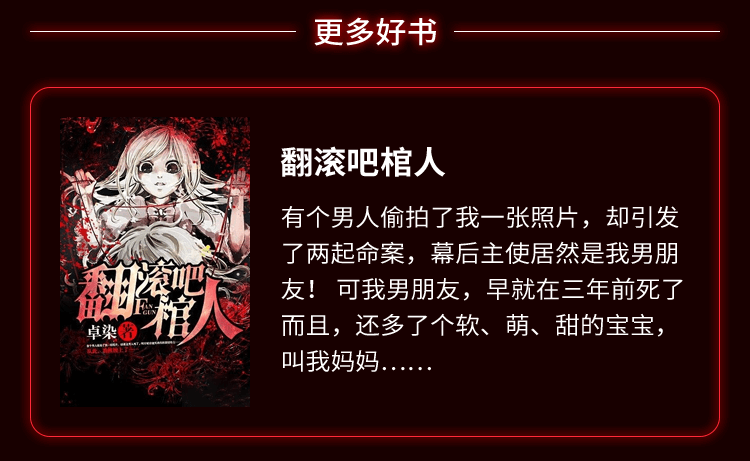 更多好书
翻滚吧棺人
有个男人偷拍了我一张照片，却引发
了两起命案，幕后主使居然是我男朋
友！ 可我男朋友，早就在三年前死了
而且，还多了个软、萌、甜的宝宝，
叫我妈妈……
翻滚吧
FAN
GUN
棺人
卓染 著